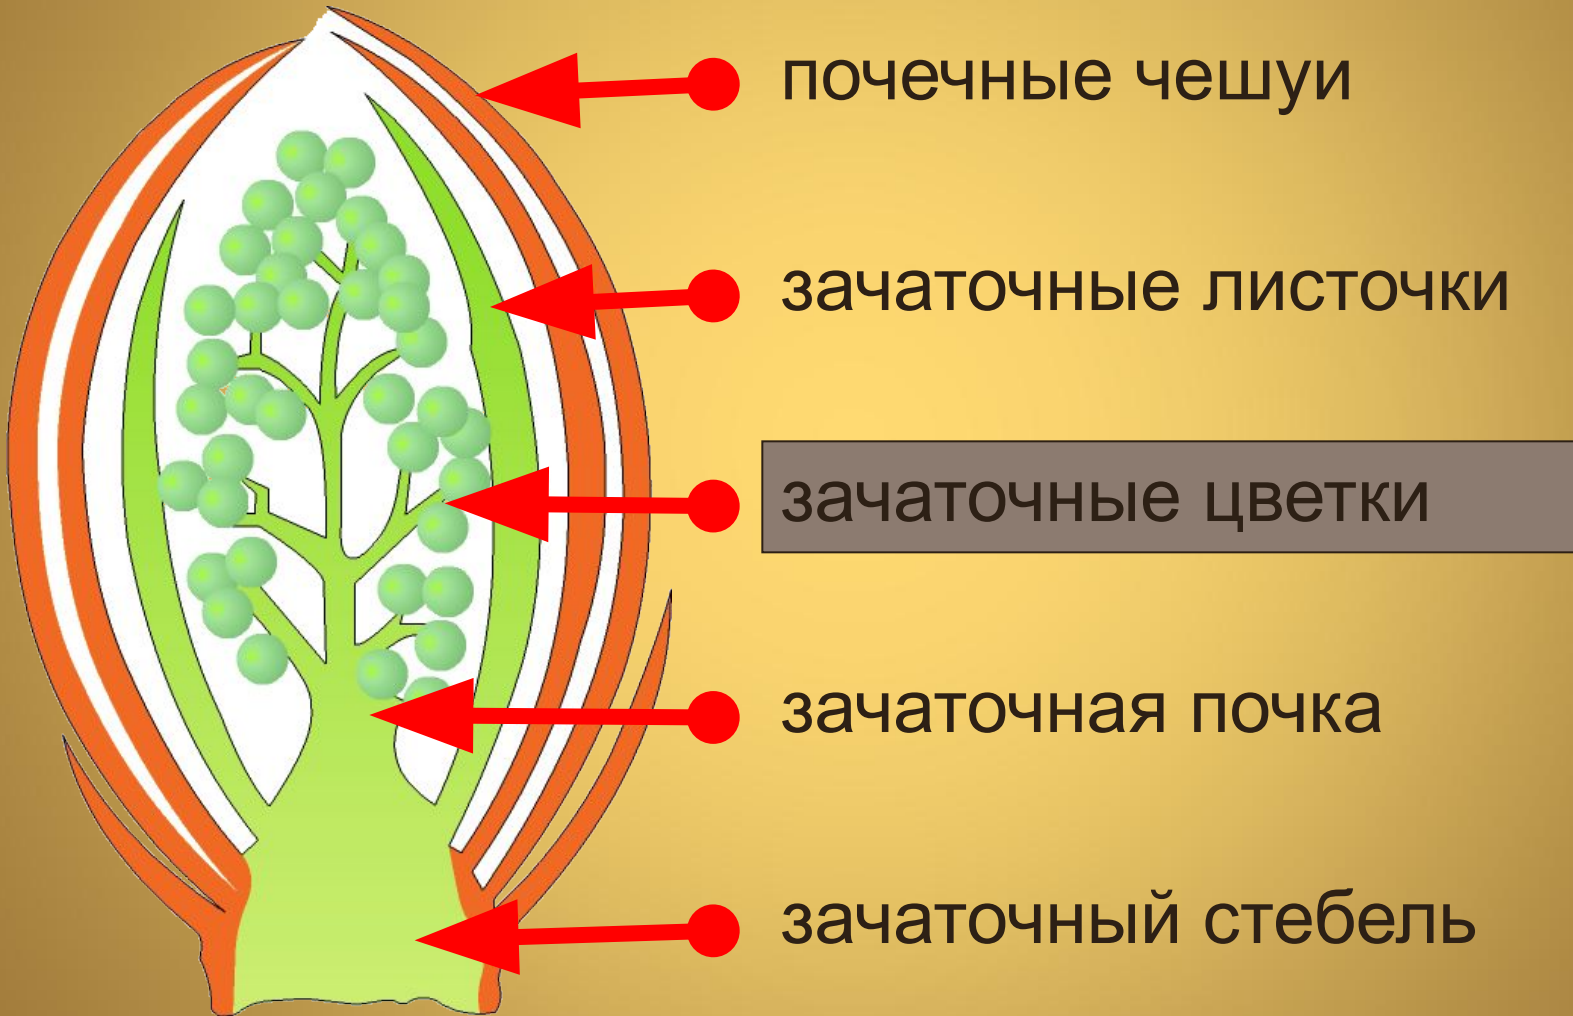 почечные чешуи
зачаточные листочки
зачаточные цветки
зачаточная почка
зачаточный стебель